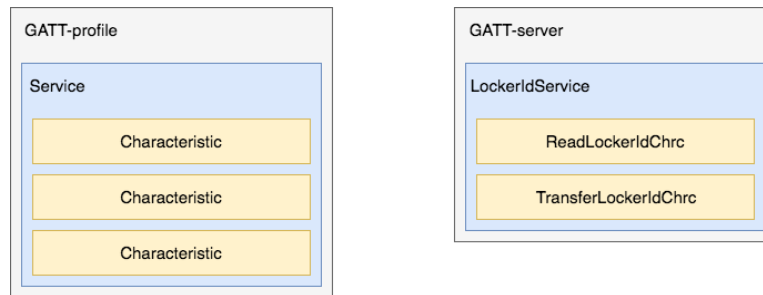 GATT-profile
Service
Characteristic
Characteristic
Characteristic
GATT-server
LockerIdService
ReadLockerIdChrc
TransferLockerIdChrc